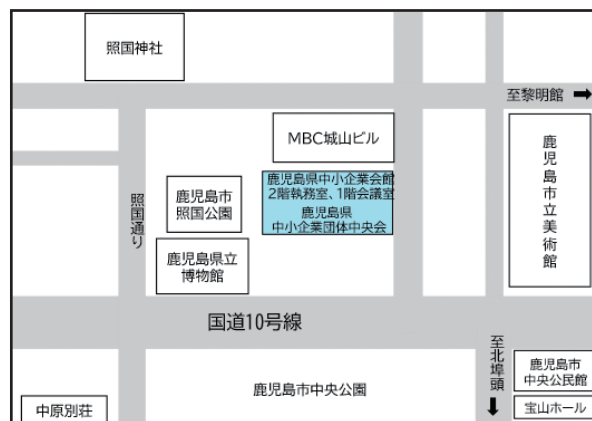 照国神社
至黎明館
MBC城山ビル
鹿児島県中小企業会館
2階執務室、1階会議室
鹿児島県
中小企業団体中央会
鹿児島市
照国公園
照国通り
鹿児島県立
博物館
鹿児島市立美術館
国道10号線
至北埠頭
鹿児島市中央公園
鹿児島市
中央公民館
宝山ホール
中原別荘